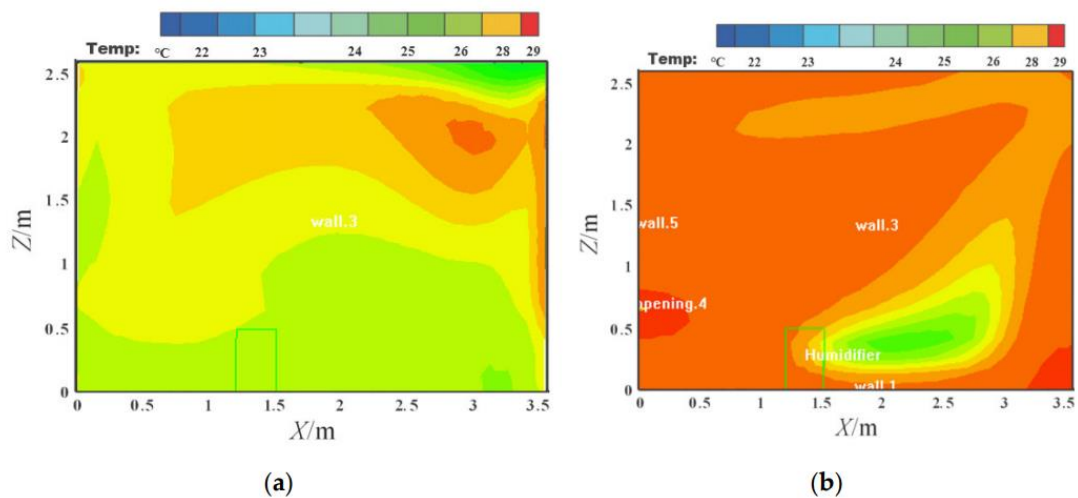 Temp: °C 22 23 24 25 26 28 29
2.5
2
1.5
1
0.5
0
Z/m
wall.3
0 0.5 1 1.5 2 2.5 3 3.5
X/m
(a)
Temp: °C 22 23 24 25 26 28 29
2.5
2
1.5
1
0.5
0
Z/m
wall.5
wall.3
opening.4
Humidifier
wall.1
0 0.5 1 1.5 2 2.5 3 3.5
X/m
(b)